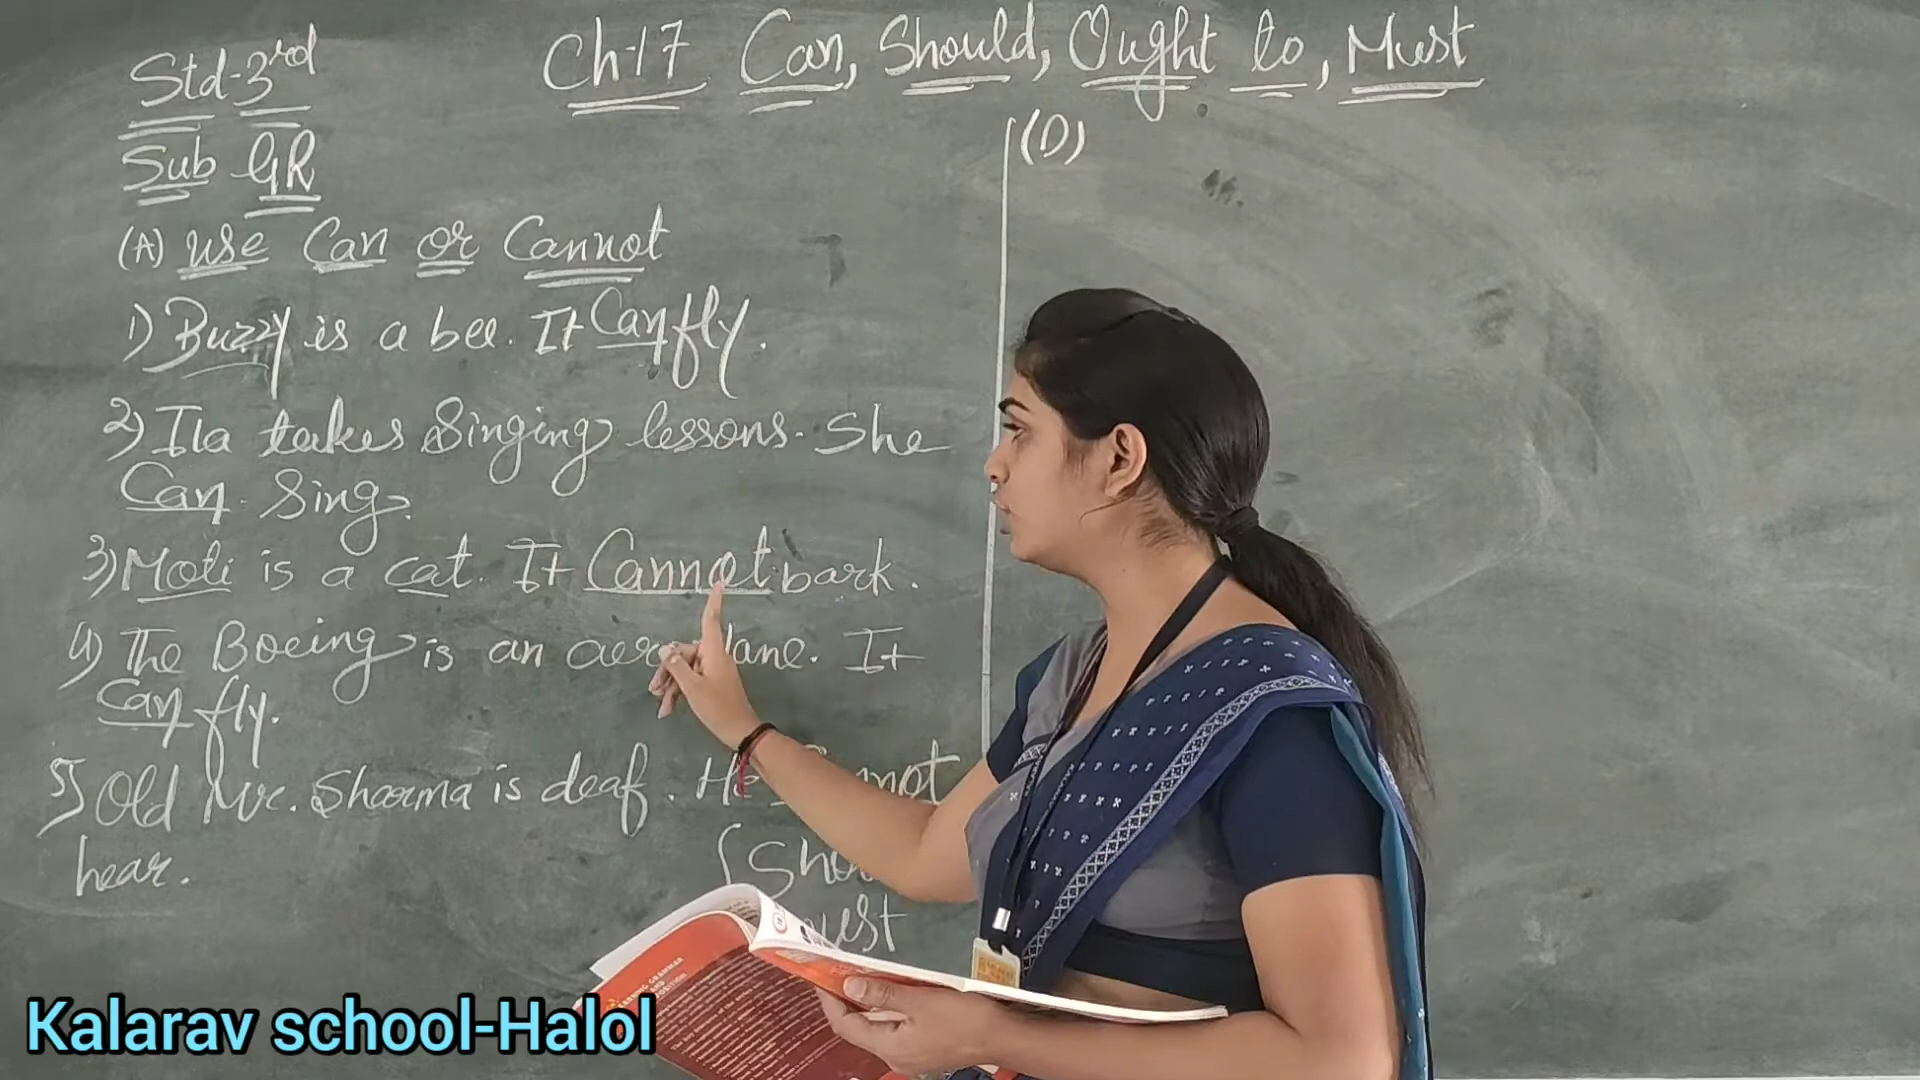 Std-3rd
Ch-17 Can, Should, Ought to, Must
Sub GR
(D)
(A) use Can or Cannot
1) Buzzy is a bee. It Can fly.
2) Ila takes Singing lessons. She
Can Sing.
3) Moti is a cat. It Cannot bark.
4) The Boeing is an It
Can fly.
5) Old Mr. Sharma is deaf. He
hear.
GRAMMAR
AND
Kalarav school-Halol